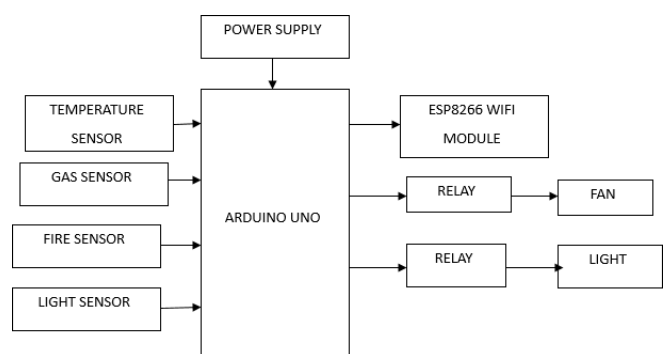 POWER SUPPLY
TEMPERATURE
SENSOR
GAS SENSOR
FIRE SENSOR
LIGHT SENSOR
ARDUINO UNO
ESP8266 WIFI
MODULE
RELAY
FAN
RELAY
LIGHT